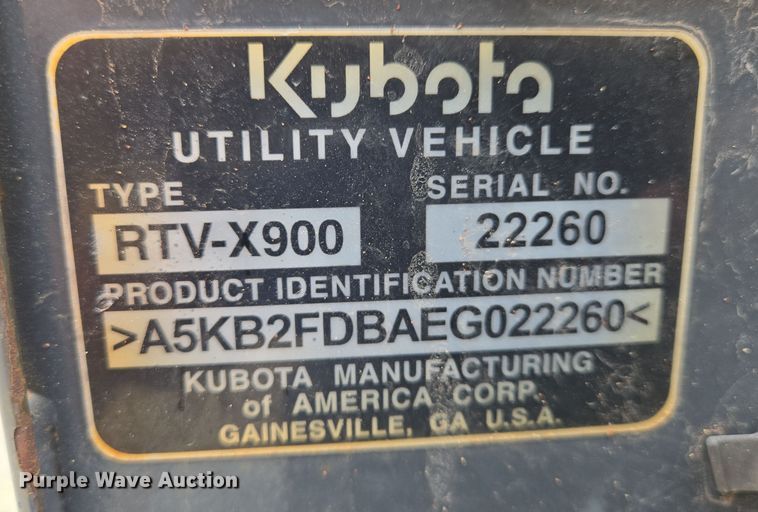 Kubota
UTILITY VEHICLE
TYPE SERIAL NO.
RTV-X900 22260
PRODUCT IDENTIFICATION NUMBER
>A5KB2FDBAEG022260<
KUBOTA MANUFACTURING
of AMERICA CORP.
GAINESVILLE, GA U.S.A.
Purple Wave Auction